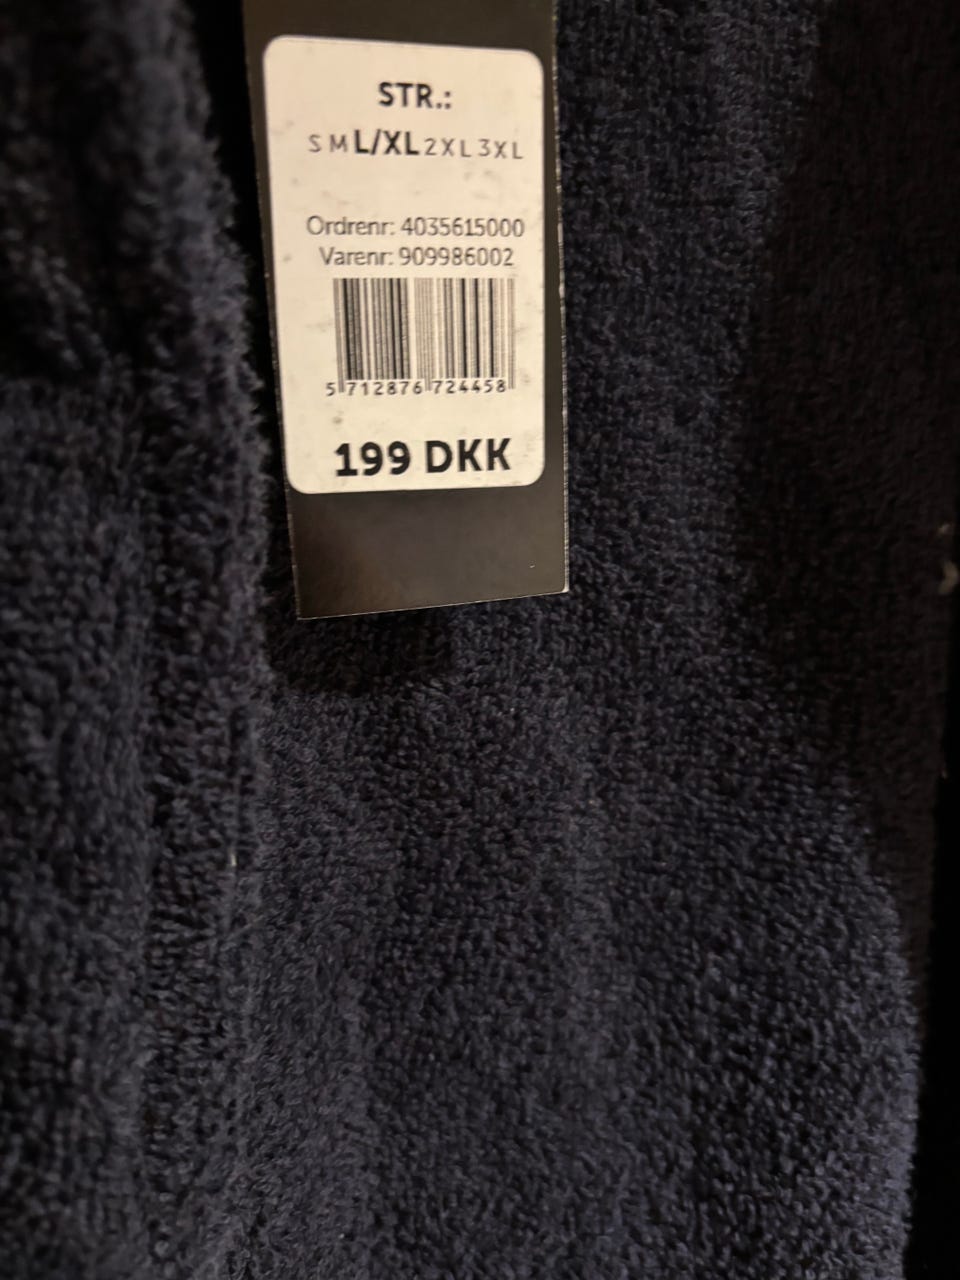 STR.:
S M L/XL 2XL 3XL
Ordrenr: 4035615000
Varenr: 909986002
5 712876 724458
199 DKK